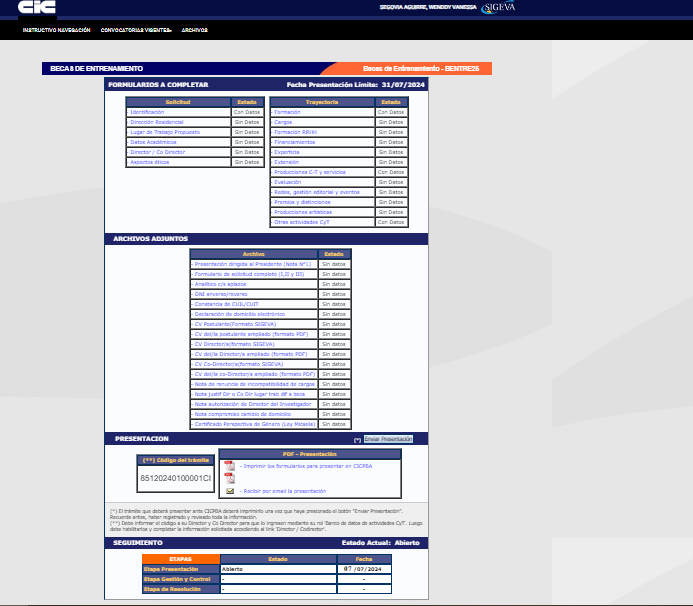 CIC
SEGOVIA AGUIRRE, WENDDY VANESSA
SIGEVA
INSTRUCTIVO NAVEGACIÓN CONVOCATORIAS VIGENTES ARCHIVOS
BECAS DE ENTRENAMIENTO
Becas de Entrenamiento - BENTRE25
FORMULARIOS A COMPLETAR Fecha Presentación Límite: 31/07/2024
Solicitud Estado
- Identificación Con Datos
- Dirección Residencial Sin Datos
- Lugar de Trabajo Propuesto Sin Datos
- Datos Académicos Sin Datos
- Director / Co Director Sin Datos
- Aspectos éticos Sin Datos
Trayectoria Estado
- Formación Con Datos
- Cargos Sin Datos
- Formación RRHH Sin Datos
- Financiamientos Sin Datos
- Experticia Sin Datos
- Extensión Sin Datos
- Producciones C-T y servicios Con Datos
- Evaluación Sin Datos
- Redes, gestión editorial y eventos Sin Datos
- Premios y distinciones Sin Datos
- Producciones artísticas Sin Datos
- Otras actividades CyT Con Datos
ARCHIVOS ADJUNTOS
Archivo Estado
- Presentación dirigida al Presidente (Nota N°1) Sin datos
- Formulario de solicitud completo (I,II y III) Sin datos
- Analítico c/s aplazos Sin datos
- DNI anverso/reverso Sin datos
- Constancia de CUIL/CUIT Sin datos
- Declaración de domicilio electrónico Sin datos
- CV Postulante(Formato SIGEVA) Sin datos
- CV del/la postulante ampliado (formato PDF) Sin datos
- CV Director/a(formato SIGEVA) Sin datos
- CV del/la Director/a ampliado (formato PDF) Sin datos
- CV Co-Director/a(formato SIGEVA) Sin datos
- CV del/la co-Director/a ampliado (formato PDF) Sin datos
- Nota de renuncia de incompatibilidad de cargos Sin datos
- Nota justif Dir o Co Dir lugar trab dif a beca Sin datos
- Nota autorización de Director del Investigador Sin datos
- Nota compromiso cambio de domicilio Sin datos
- Certificado Perspectiva de Género (Ley Micaela) Sin datos
PRESENTACION (*) Enviar Presentación
(**) Código del trámite
85120240100001CI
PDF - Presentación
- Imprimir los formularios para presentar en CICPBA
- Recibir por email la presentación
(*) El trámite que deberá presentar ante CICPBA deberá imprimirlo una vez que haya presionado el botón "Enviar Presentación".
Recuerde antes, haber registrado y revisado toda la información.
(**) Debe informar el código a su Director y Co Director para que lo ingresen mediante su rol 'Banco de datos de actividades CyT'. Luego
debe habilitarlos y completar la información solicitada accediendo al link 'Director / Codirector'.
SEGUIMIENTO Estado Actual: Abierto
ETAPAS Estado Fecha
Etapa Presentación Abierto 07 /07/2024
Etapa Gestión y Control - -
Etapa de Resolución - -